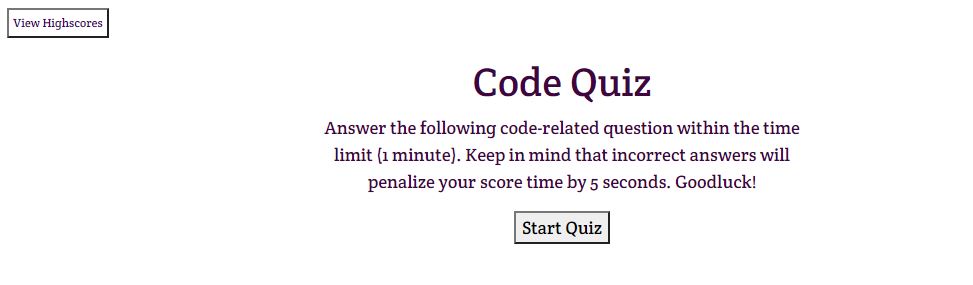 View Highscores
Code Quiz
Answer the following code-related question within the time
limit (1 minute). Keep in mind that incorrect answers will
penalize your score time by 5 seconds. Goodluck!
Start Quiz